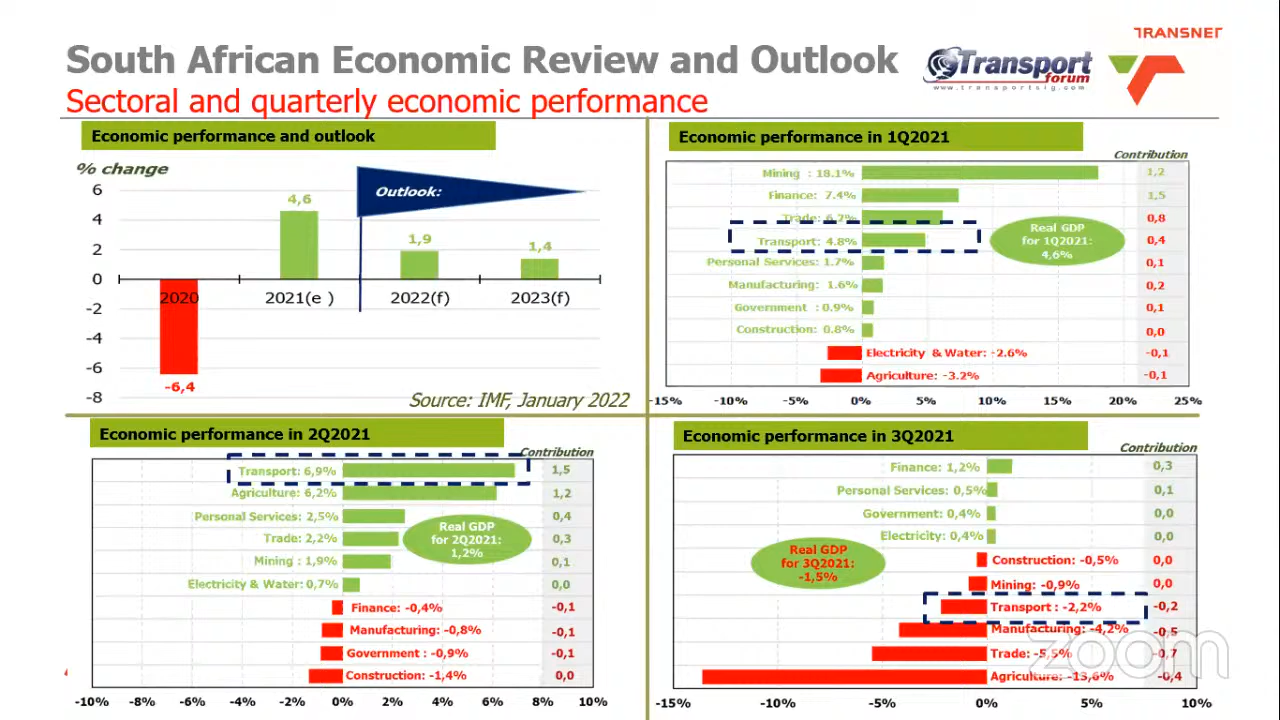 South African Economic Review and Outlook
Sectoral and quarterly economic performance
Transport
forum
www.transportsig.com
TRANSNET
Economic performance and outlook
% change
6
4
2
0
-2
-4
-6
-8
4,6
1,9
1,4
-6,4
2020
2021(e )
2022(f)
2023(f)
Outlook:
Source: IMF, January 2022
Economic performance in 1Q2021
Contribution
Mining : 18.1% 1,2
Finance: 7.4% 1,5
Trade: 6.2% 0,8
Transport: 4.8% 0,4
Personal Services: 1.7% 0,1
Manufacturing: 1.6% 0,2
Government : 0.9% 0,1
Construction: 0.8% 0,0
Electricity & Water: -2.6% -0,1
Agriculture: -3.2% -0,1
Real GDP
for 1Q2021:
4,6%
-15% -10% -5% 0% 5% 10% 15% 20% 25%
Economic performance in 2Q2021
Contribution
Transport: 6,9% 1,5
Agriculture: 6,2% 1,2
Personal Services: 2,5% 0,4
Trade: 2,2% 0,3
Mining : 1,9% 0,1
Electricity & Water: 0,7% 0,0
Finance: -0,4% -0,1
Manufacturing: -0,8% -0,1
Government: -0,9% -0,1
Construction: -1,4% 0,0
Real GDP
for 2Q2021:
1,2%
-10% -8% -6% -4% -2% 0% 2% 4% 6% 8% 10%
Economic performance in 3Q2021
Contribution
Finance: 1,2% 0,3
Personal Services: 0,5% 0,1
Government: 0,4% 0,0
Electricity: 0,4% 0,0
Construction: -0,5% 0,0
Mining: -0,9% 0,0
Transport : -2,2% -0,2
Manufacturing: -4,2% -0,5
Trade: -5,5% -0,7
Agriculture: -13,6% -0,4
Real GDP
for 3Q2021:
-1,5%
-15% -10% -5% 0% 5% 10%
zoom